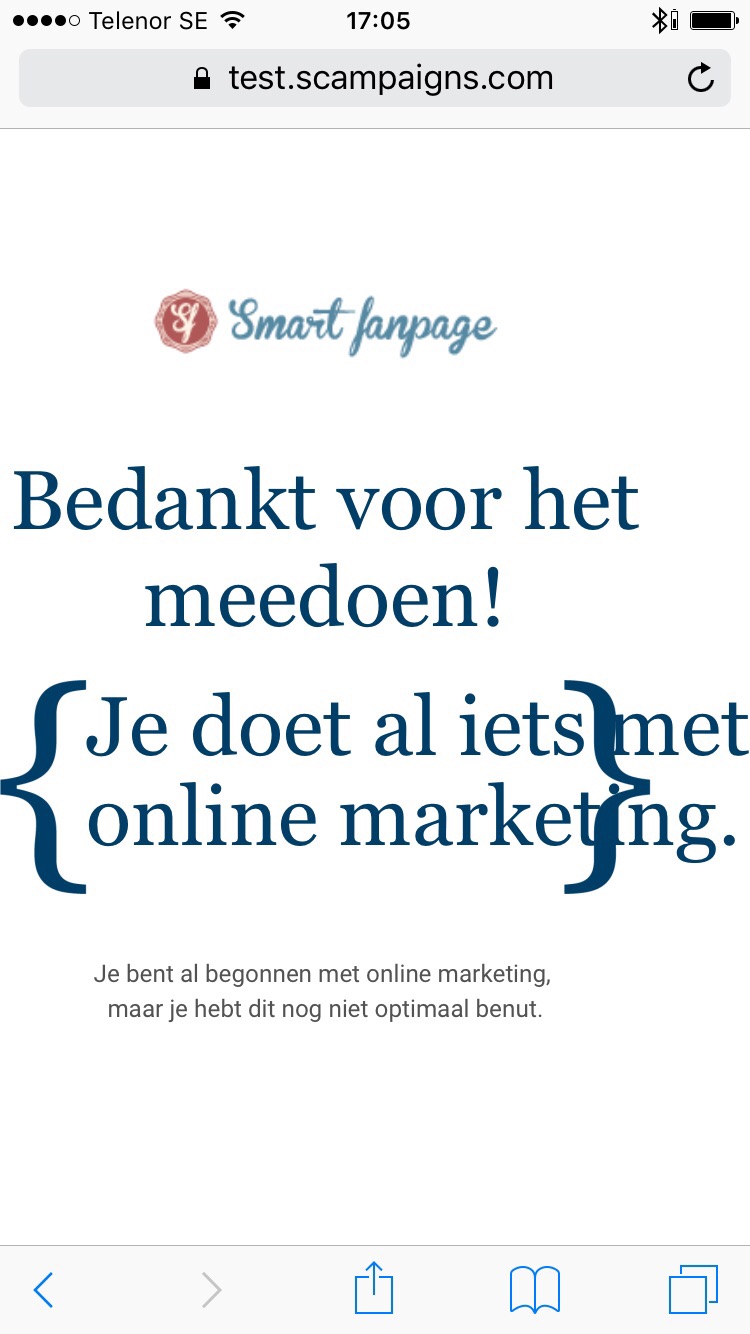 Telenor SE 17:05
test.scampaigns.com
Sf Smart fanpage
Bedankt voor het
meedoen!
{ Je doet al iets met }
online marketing.
Je bent al begonnen met online marketing,
maar je hebt dit nog niet optimaal benut.